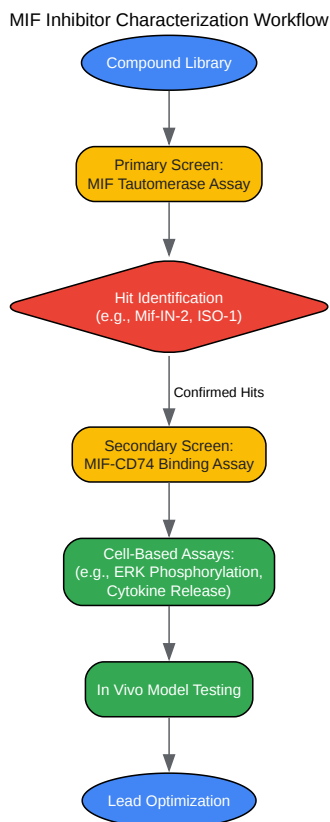 MIF Inhibitor Characterization Workflow
Compound Library
Primary Screen:
MIF Tautomerase Assay
Hit Identification
(e.g., Mif-IN-2, ISO-1)
Confirmed Hits
Secondary Screen:
MIF-CD74 Binding Assay
Cell-Based Assays:
(e.g., ERK Phosphorylation,
Cytokine Release)
In Vivo Model Testing
Lead Optimization